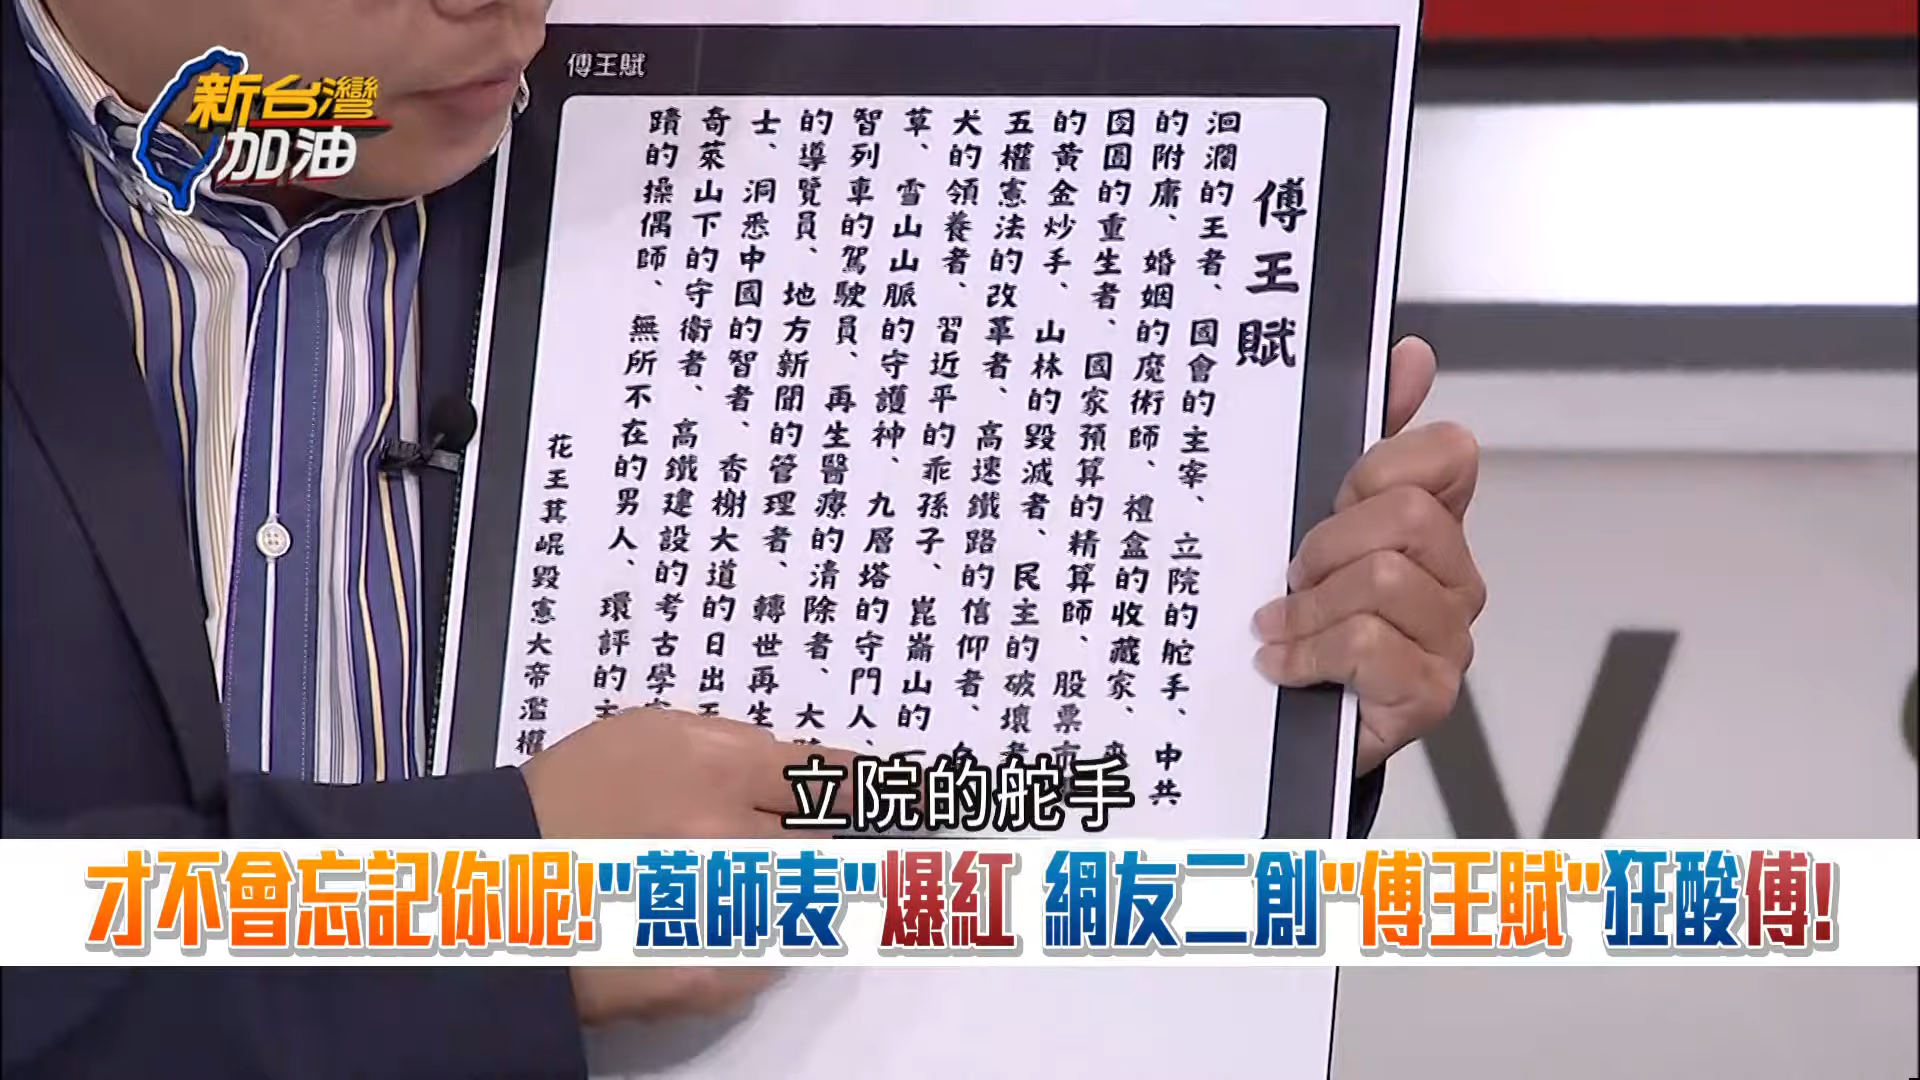 新台灣
加油
傅王賦
傅王賦
洄瀾的王者、國會的主宰、立院的舵手、中共
的附庸、婚姻的魔術師、禮盒的收藏家、
囹圄的重生者、國家預算的精算師、股票市
的黃金炒手、山林的毀滅者、民主的破壞者
五權憲法的改革者、高速鐵路的信仰者、
犬的領養者、習近平的乖孫子、崑崙山的一
草、雪山山脈的守護神、九層塔的守門人、
智列車的駕駛員、再生醫療的清除者、大
的導覽員、地方新聞的管理者、轉世再生
士、洞悉中國的智者、香榭大道的日出
奇萊山下的守衛者、高鐵建設的考古學
蹟的操偶師、無所不在的男人、環評的
花王萁崐毀憲大帝濫權
立院的舵手
才不會忘記你呢!"蔥師表"爆紅 網友二創"傅王賦"狂酸傅!